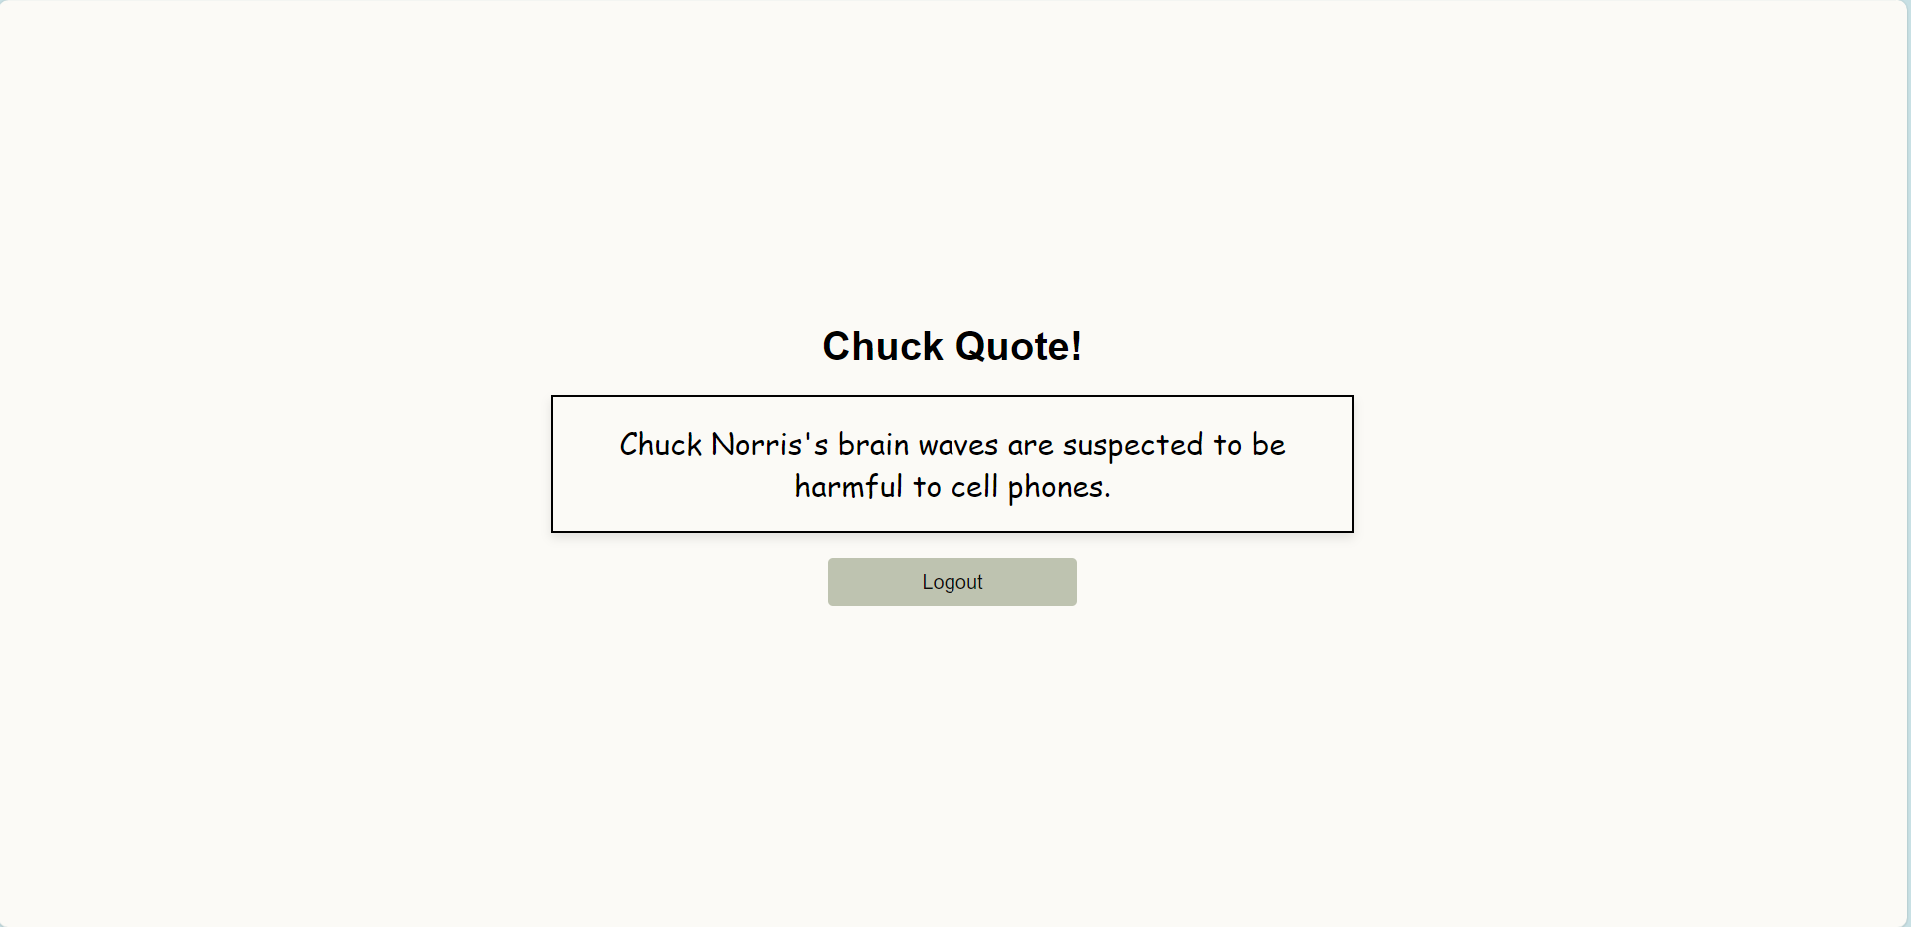 Chuck Quote!
Chuck Norris's brain waves are suspected to be
harmful to cell phones.
Logout